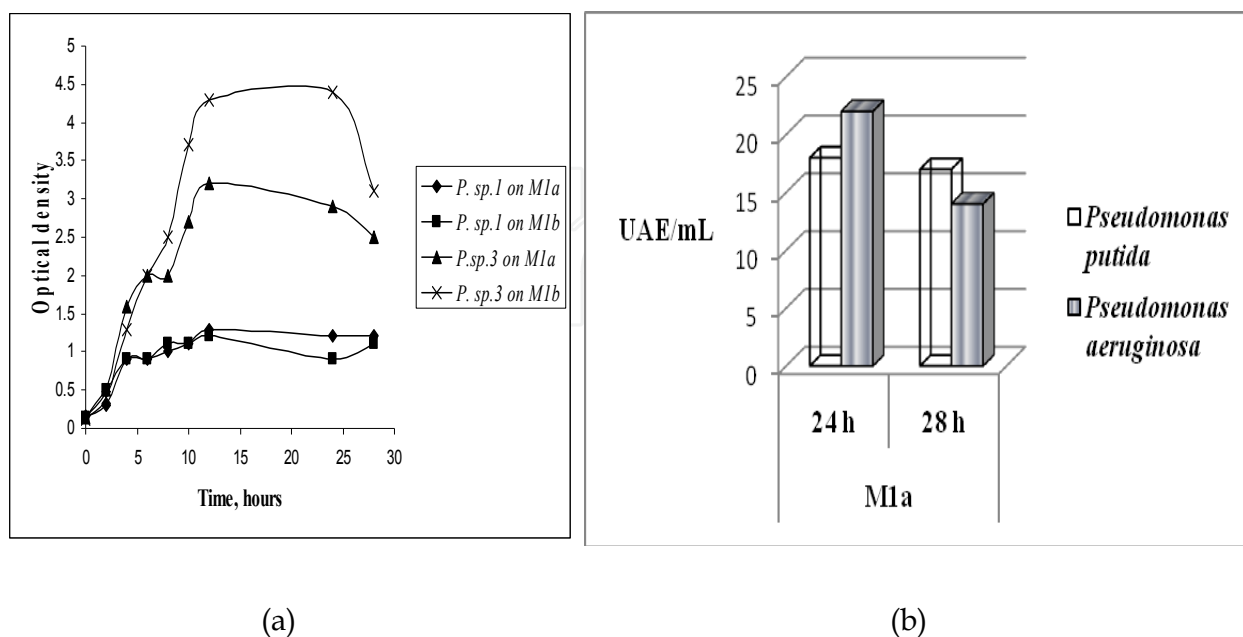 5
4.5
4
3.5
3
2.5
2
1.5
1
0.5
0
Optical density
0 5 10 15 20 25 30
Time, hours
P. sp.1 on M1a
P. sp.1 on M1b
P.sp.3 on M1a
P. sp.3 on M1b
(a)
25
20
15
10
5
0
UAE/mL
24 h 28 h
M1a
Pseudomonas
putida
Pseudomonas
aeruginosa
(b)